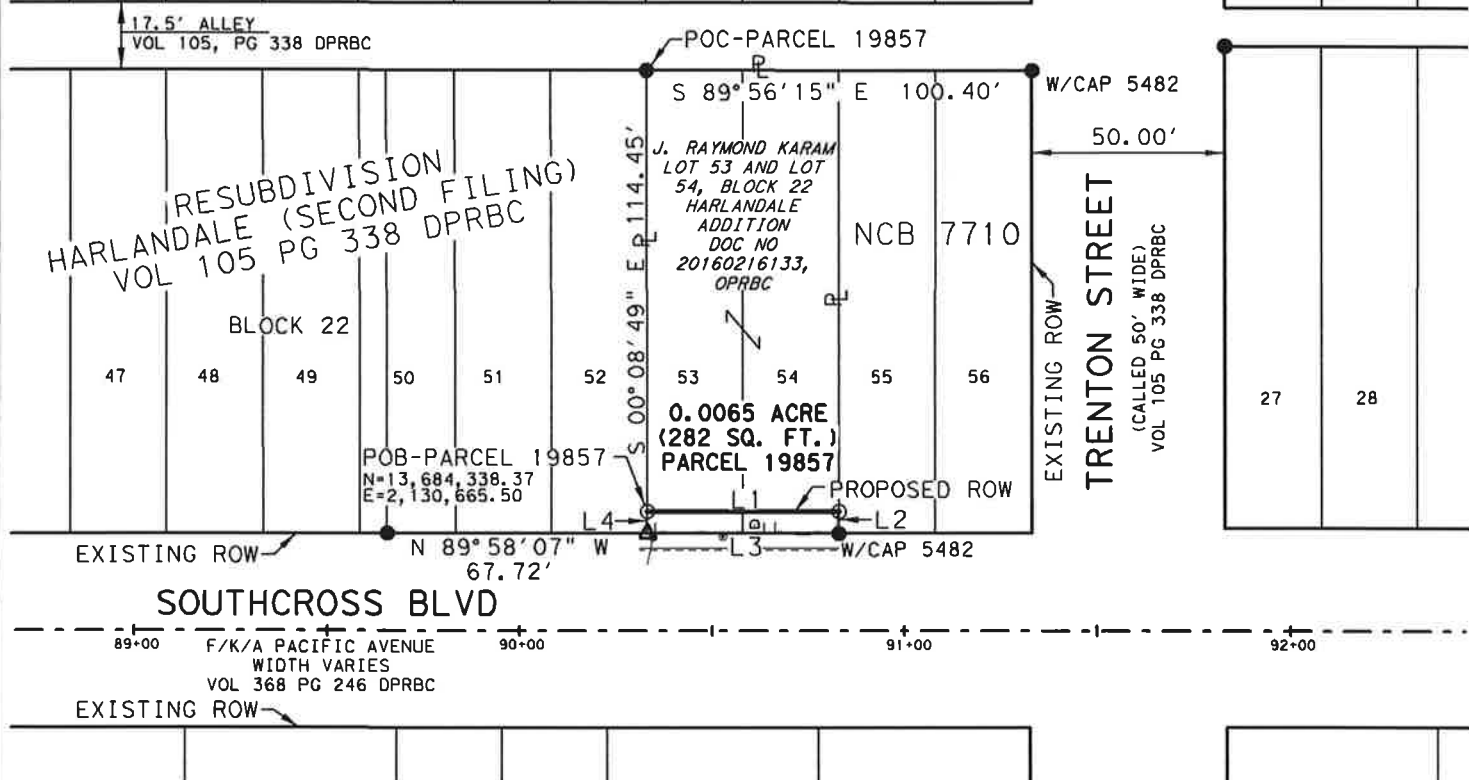 17.5' ALLEY
VOL 105, PG 338 DPRBC
POC-PARCEL 19857
PL
S 89°56'15" E 100.40'
W/CAP 5482
50.00'
RESUBDIVISION
HARLANDALE (SECOND FILING)
VOL 105 PG 338 DPRBC
S 00°08'49" E 114.45'
PL
J. RAYMOND KARAM
LOT 53 AND LOT
54, BLOCK 22
HARLANDALE
ADDITION
DOC NO
20160216133,
OPRBC
NCB 7710
PL
EXISTING ROW
TRENTON STREET
(CALLED 50' WIDE)
VOL 105 PG 338 DPRBC
BLOCK 22
47
48
49
50
51
52
53
54
55
56
27
28
0.0065 ACRE
(282 SQ. FT.)
PARCEL 19857
POB-PARCEL 19857
N=13,684,338.37
E=2,130,665.50
L1
PROPOSED ROW
L4
L2
PL
EXISTING ROW
N 89°58'07" W
67.72'
L3
W/CAP 5482
SOUTHCROSS BLVD
89+00
90+00
91+00
92+00
F/K/A PACIFIC AVENUE
WIDTH VARIES
VOL 368 PG 246 DPRBC
EXISTING ROW